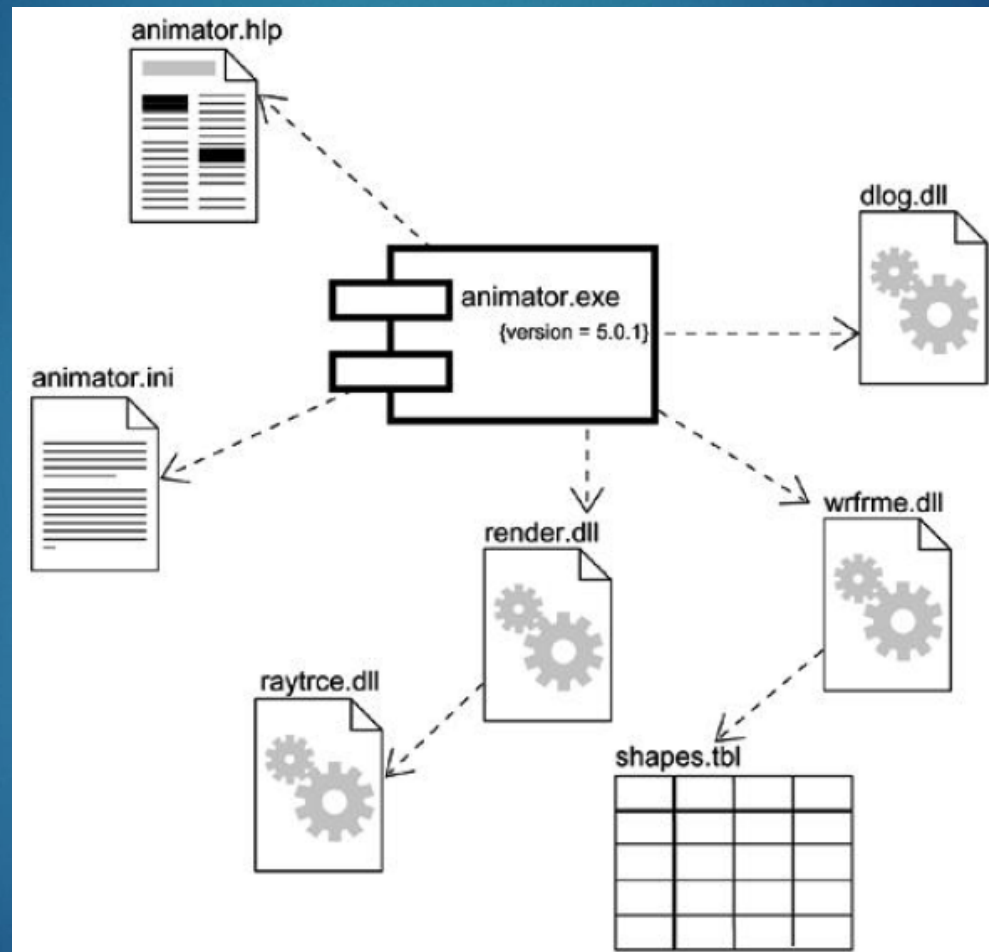 animator.hlp
dlog.dll
animator.exe
{version = 5.0.1}
animator.ini
wrfrme.dll
render.dll
raytrce.dll
shapes.tbl